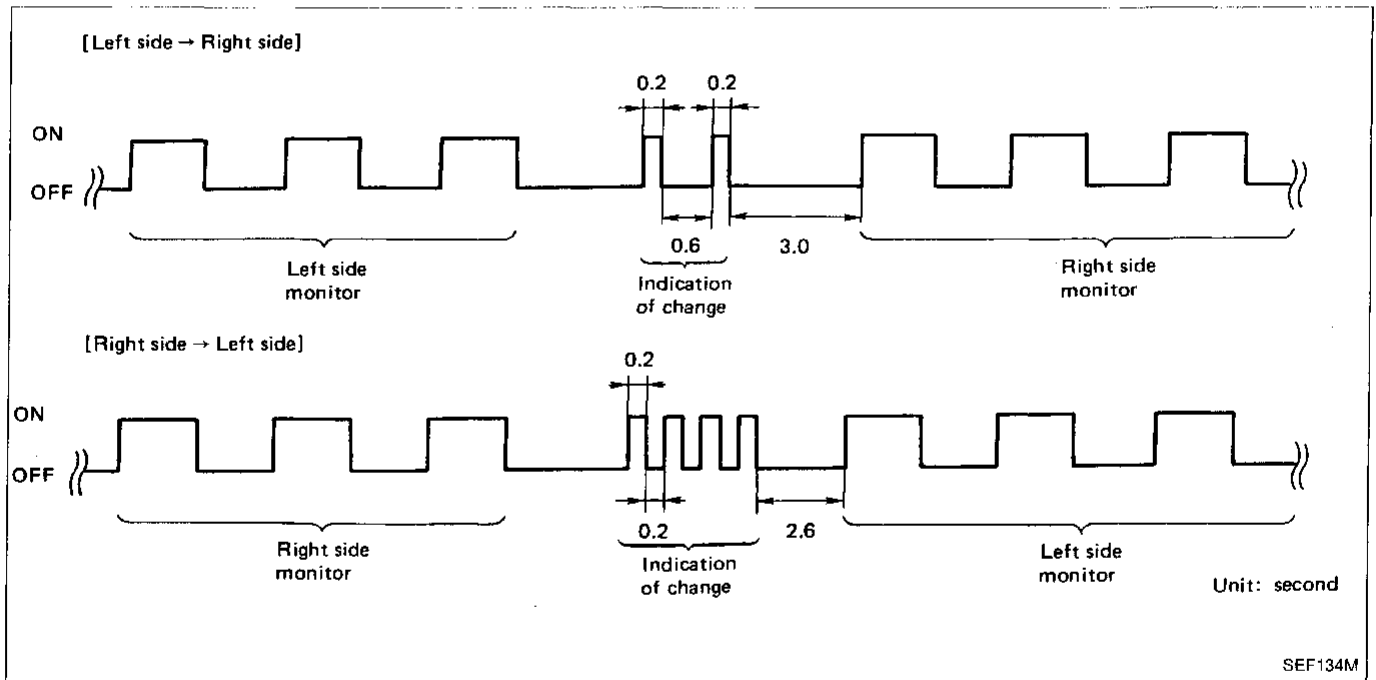 [Left side → Right side]
0.2
0.2
ON
OFF
0.6
3.0
Left side
monitor
Indication
of change
Right side
monitor
[Right side → Left side]
0.2
ON
OFF
0.2
2.6
Right side
monitor
Indication
of change
Left side
monitor
Unit: second
SEF134M